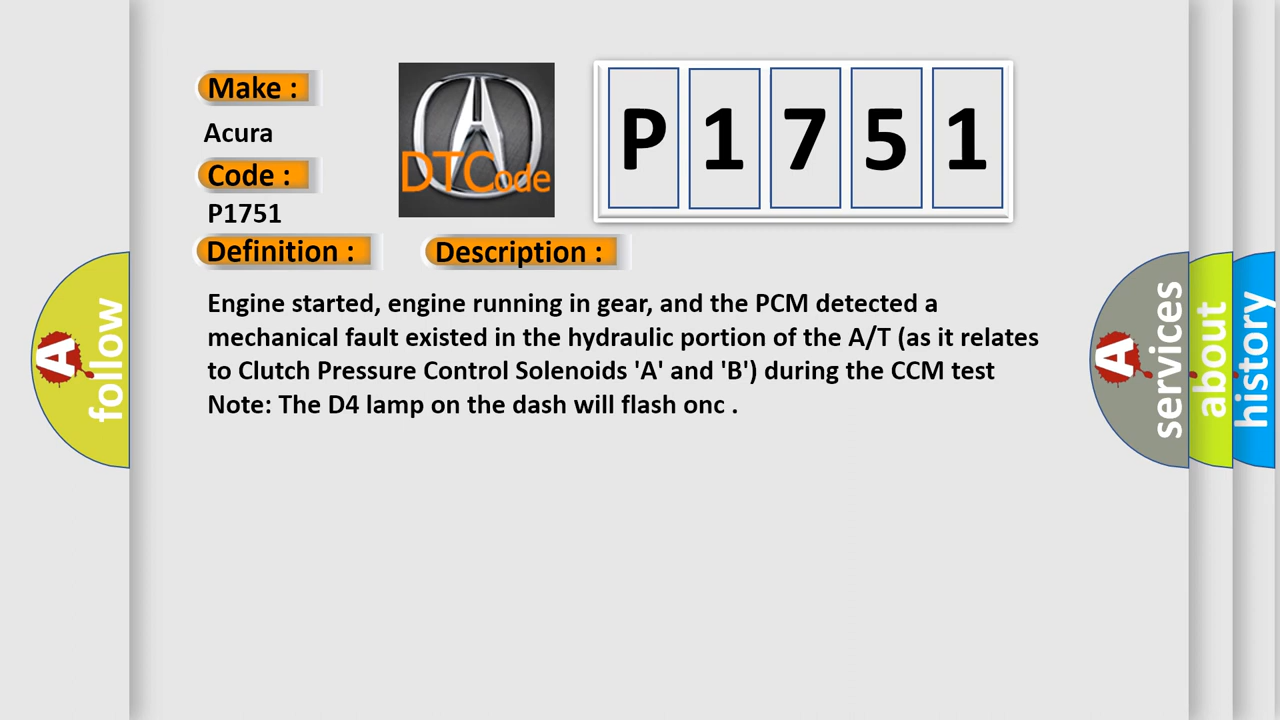 Make :
Acura
Code :
P1751
DTCode
P 1 7 5 1
Definition :
Description :
Engine started, engine running in gear, and the PCM detected a
mechanical fault existed in the hydraulic portion of the A/T (as it relates
to Clutch Pressure Control Solenoids 'A' and 'B') during the CCM test
Note: The D4 lamp on the dash will flash onc .
A follow
A services
about
history